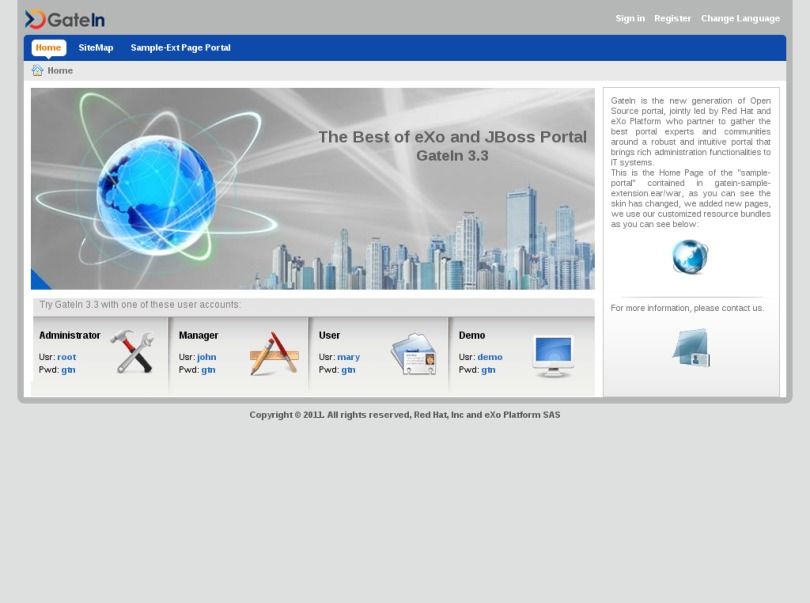 GateIn
Sign in Register Change Language
Home SiteMap Sample-Ext Page Portal
Home
The Best of eXo and JBoss Portal
GateIn 3.3
GateIn is the new generation of Open
Source portal, jointly led by Red Hat and
eXo Platform who partner to gather the
best portal experts and communities
around a robust and intuitive portal that
brings rich administration functionalities to
IT systems.
This is the Home Page of the "sample-
portal" contained in gatein-sample-
extension.ear/war, as you can see the
skin has changed, we added new pages,
we use our customized resource bundles
as you can see below:
For more information, please contact us.
Try GateIn 3.3 with one of these user accounts:
Administrator
Usr: root
Pwd: gtn
Manager
Usr: john
Pwd: gtn
User
Usr: mary
Pwd: gtn
Demo
Usr: demo
Pwd: gtn
Copyright © 2011. All rights reserved, Red Hat, Inc and eXo Platform SAS